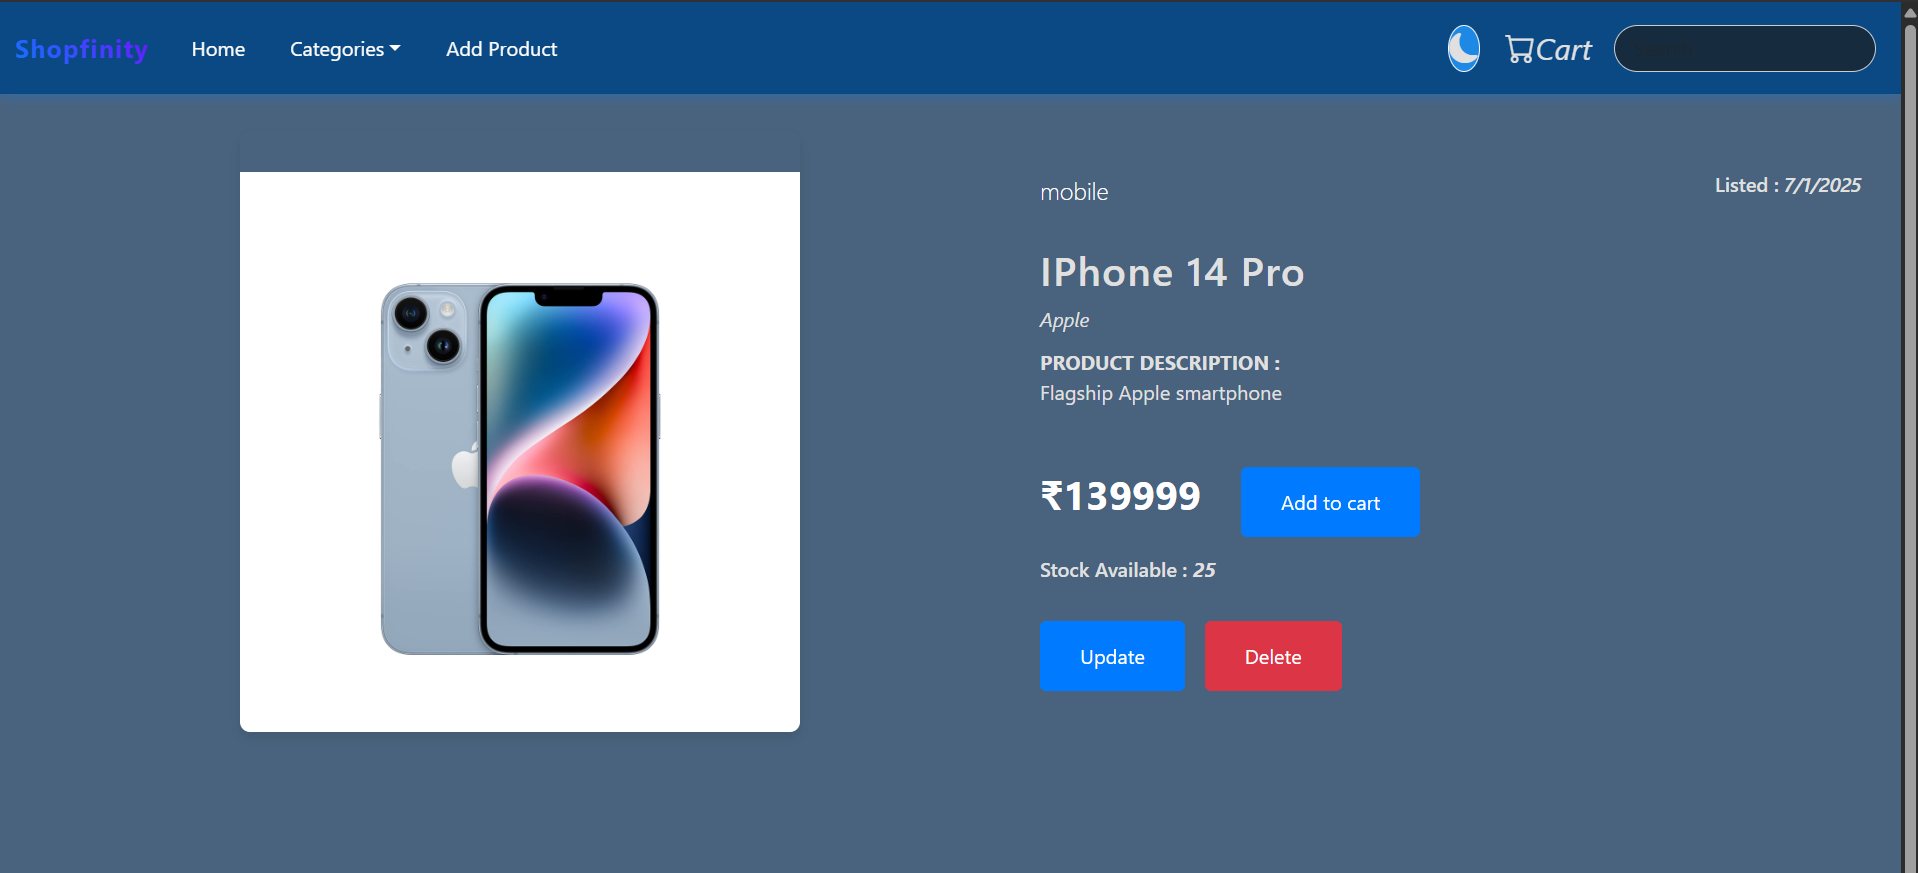 Shopfinity Home Categories Add Product Cart
mobile
Listed : 7/1/2025
IPhone 14 Pro
Apple
PRODUCT DESCRIPTION :
Flagship Apple smartphone
₹139999 Add to cart
Stock Available : 25
Update Delete